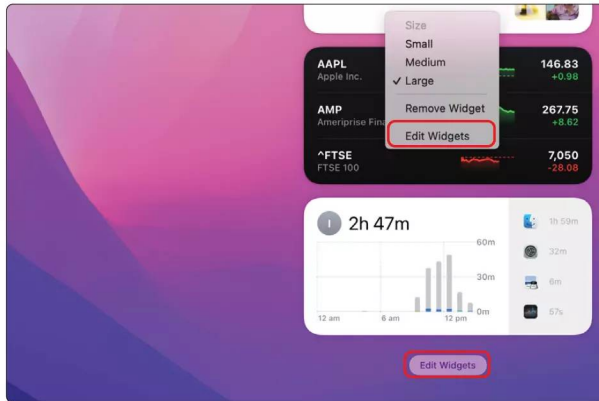 Size
Small
Medium
✓ Large
Remove Widget
Edit Widgets
AAPL 146.83
Apple Inc. +0.98
AMP 267.75
Ameriprise Fina +8.62
^FTSE 7,050
FTSE 100 -28.08
I 2h 47m
60m
30m
0m
12 am 6 am 12 pm
1h 59m
32m
6m
57s
Edit Widgets